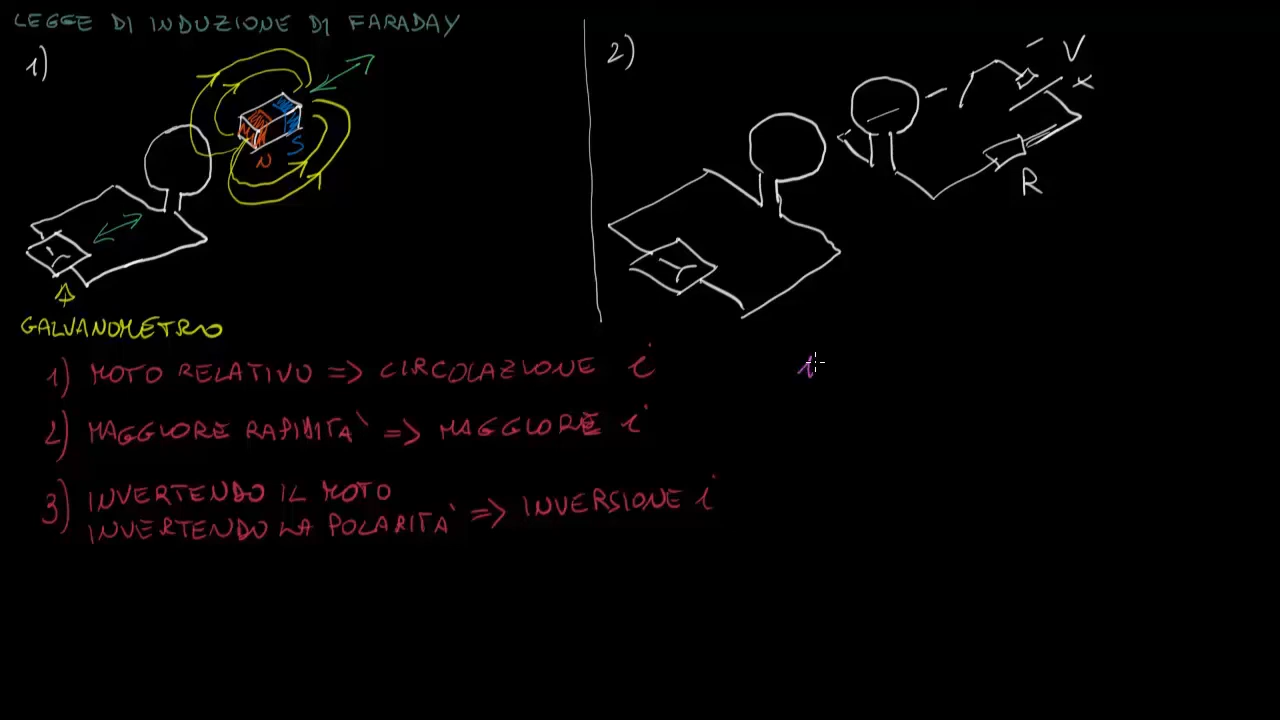 LEGGE DI INDUZIONE DI FARADAY
1)
N
S
GALVANOMETRO
2)
V
R
1) MOTO RELATIVO => CIRCOLAZIONE i
2) MAGGIORE RAPIDITA` => MAGGIORE i
3) INVERTENDO IL MOTO
INVERTENDO LA POLARITA` => INVERSIONE i
i